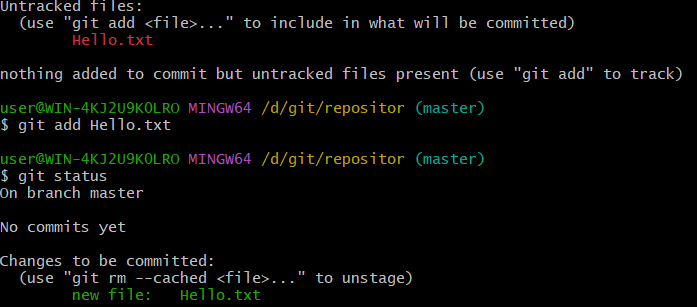 Untracked files:
  (use "git add <file>..." to include in what will be committed)
        Hello.txt
nothing added to commit but untracked files present (use "git add" to track)
user@WIN-4KJ2U9KOLRO MINGW64 /d/git/repositor (master)
$ git add Hello.txt
user@WIN-4KJ2U9KOLRO MINGW64 /d/git/repositor (master)
$ git status
On branch master
No commits yet
Changes to be committed:
  (use "git rm --cached <file>..." to unstage)
        new file:   Hello.txt